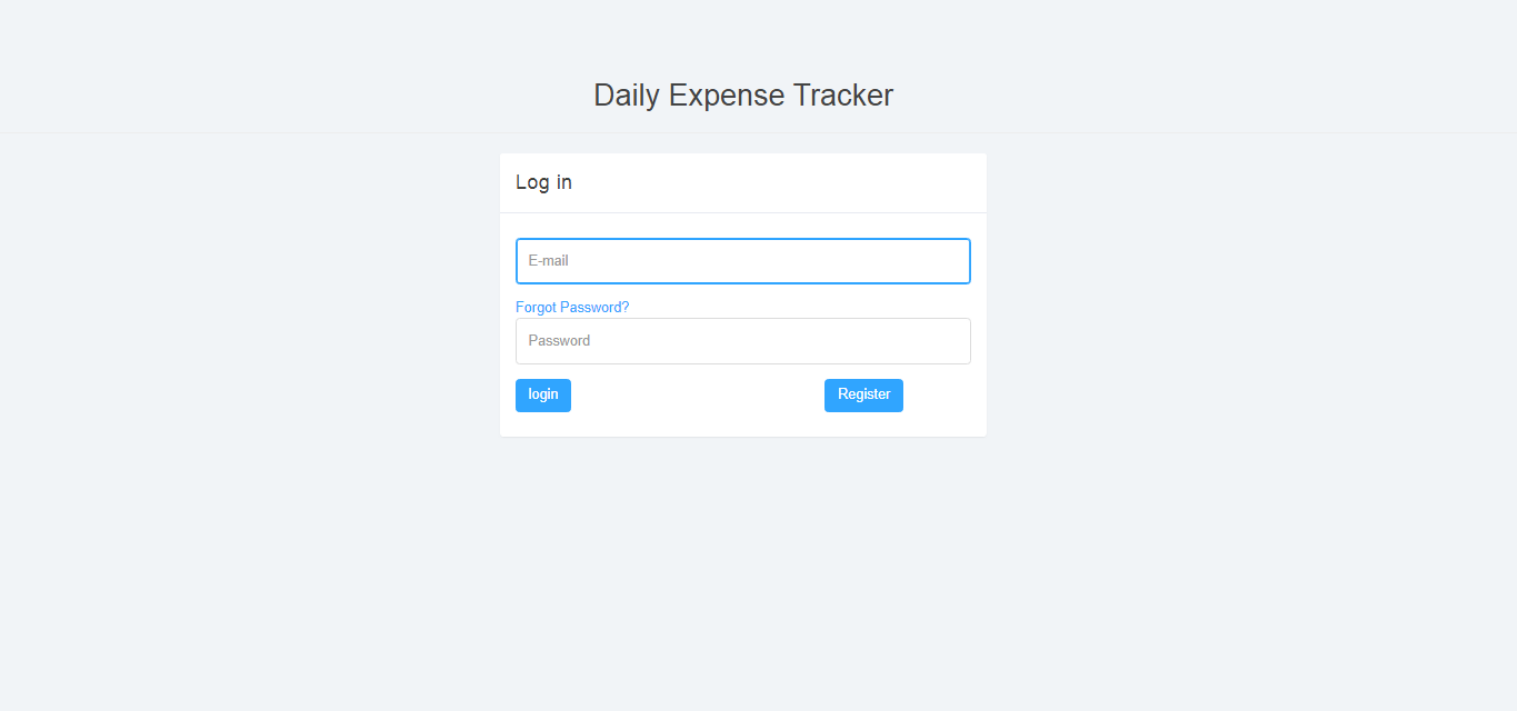 Daily Expense Tracker
Log in
E-mail
Forgot Password?
Password
login Register